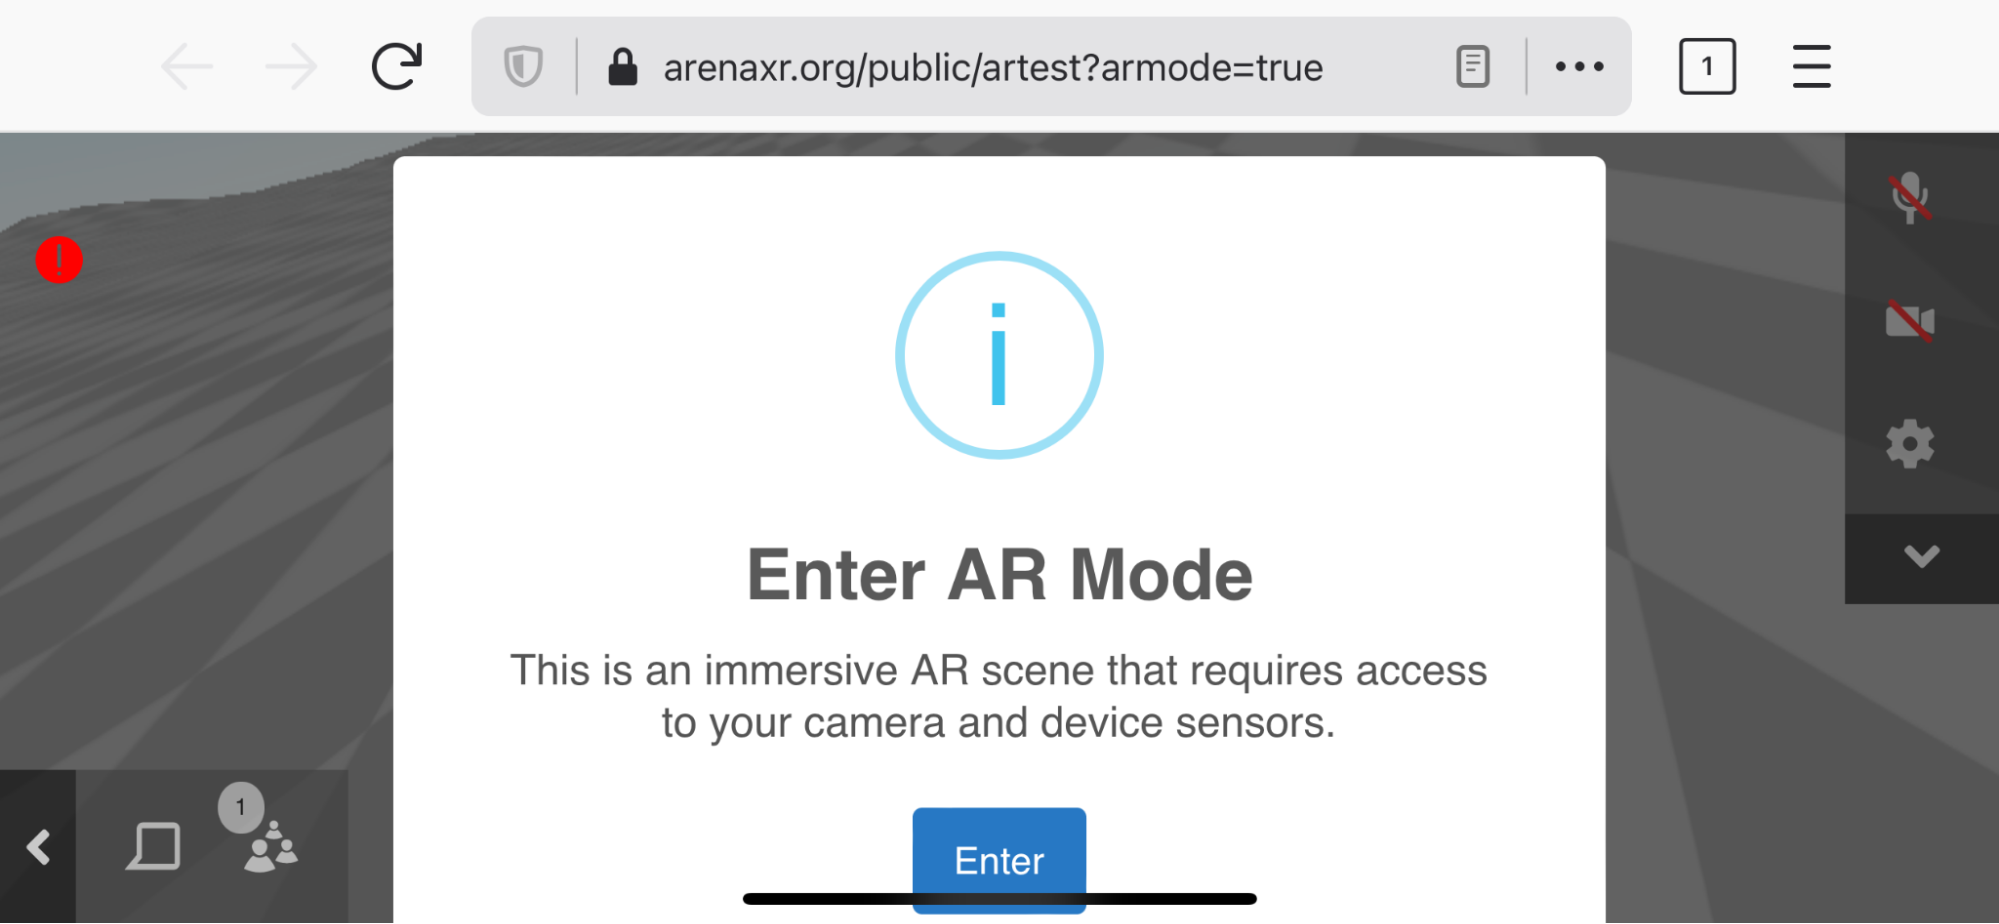 arenaxr.org/public/artest?armode=true
1
!
i
Enter AR Mode
This is an immersive AR scene that requires access
to your camera and device sensors.
1
Enter